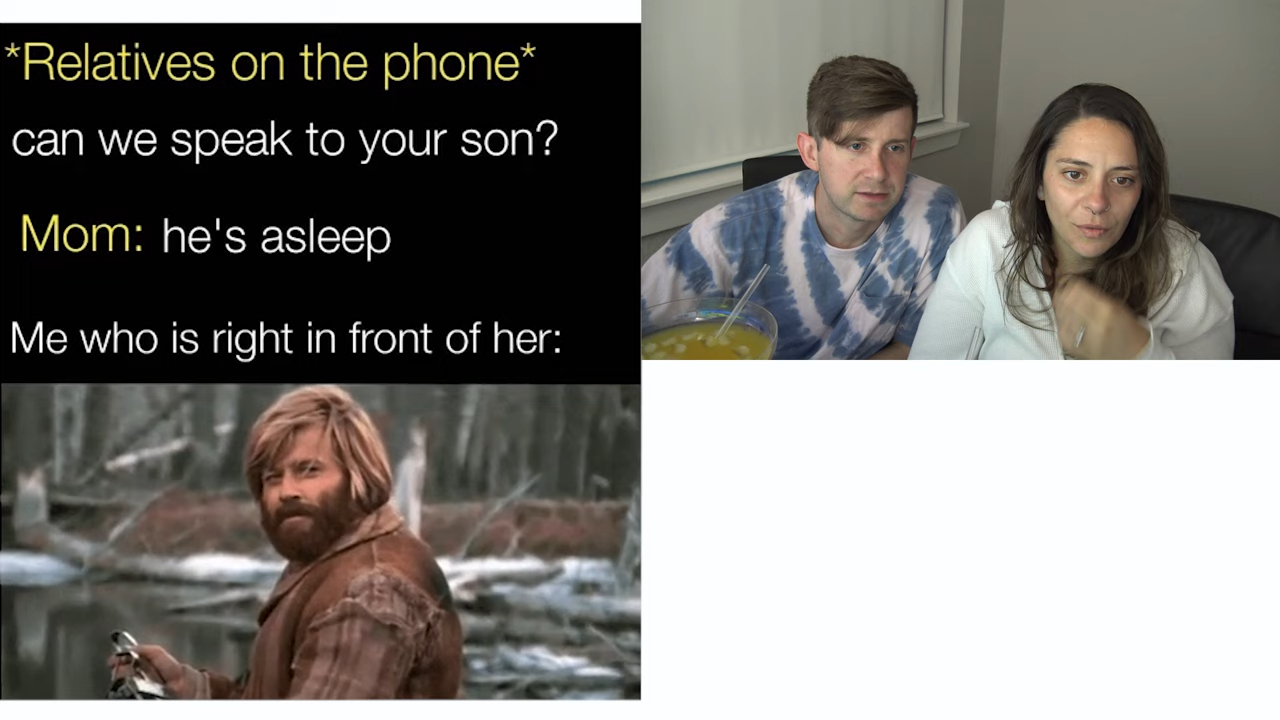 *Relatives on the phone*
can we speak to your son?
Mom: he's asleep
Me who is right in front of her: